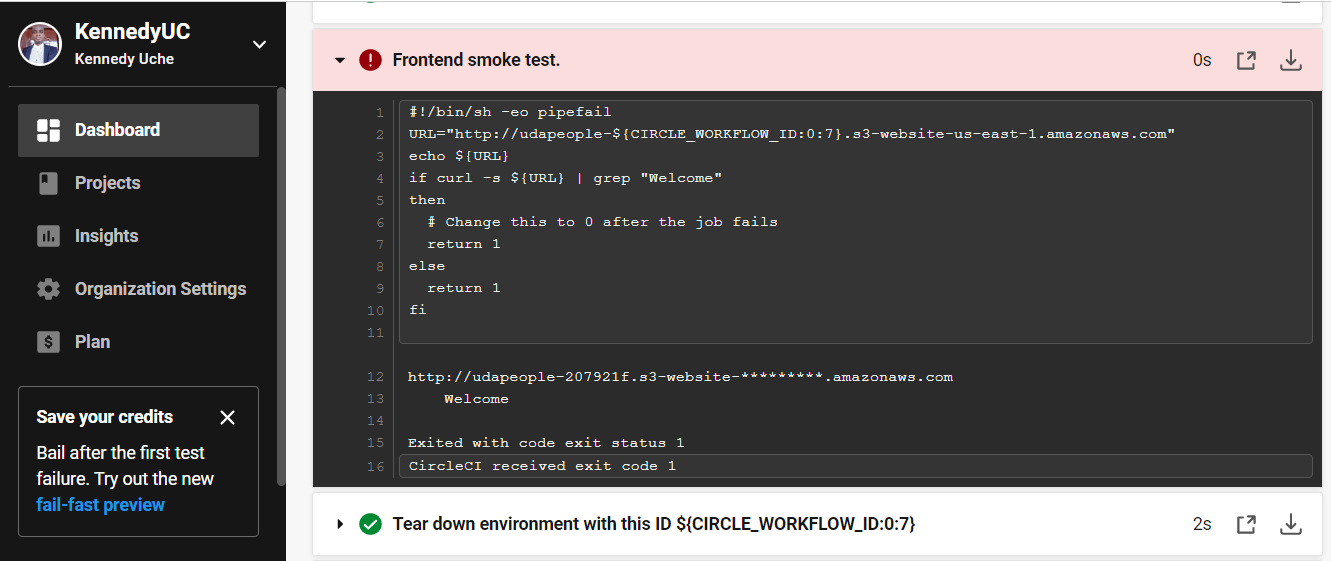 KennedyUC
Kennedy Uche
Dashboard
Projects
Insights
Organization Settings
Plan
Save your credits
Bail after the first test
failure. Try out the new
fail-fast preview
Frontend smoke test.
0s
1 #!/bin/sh -eo pipefail
2 URL="http://udapeople-${CIRCLE_WORKFLOW_ID:0:7}.s3-website-us-east-1.amazonaws.com"
3 echo ${URL}
4 if curl -s ${URL} | grep "Welcome"
5 then
6 # Change this to 0 after the job fails
7 return 1
8 else
9 return 1
10 fi
11
12 http://udapeople-207921f.s3-website-*********.amazonaws.com
13 Welcome
14
15 Exited with code exit status 1
16 CircleCI received exit code 1
Tear down environment with this ID ${CIRCLE_WORKFLOW_ID:0:7}
2s